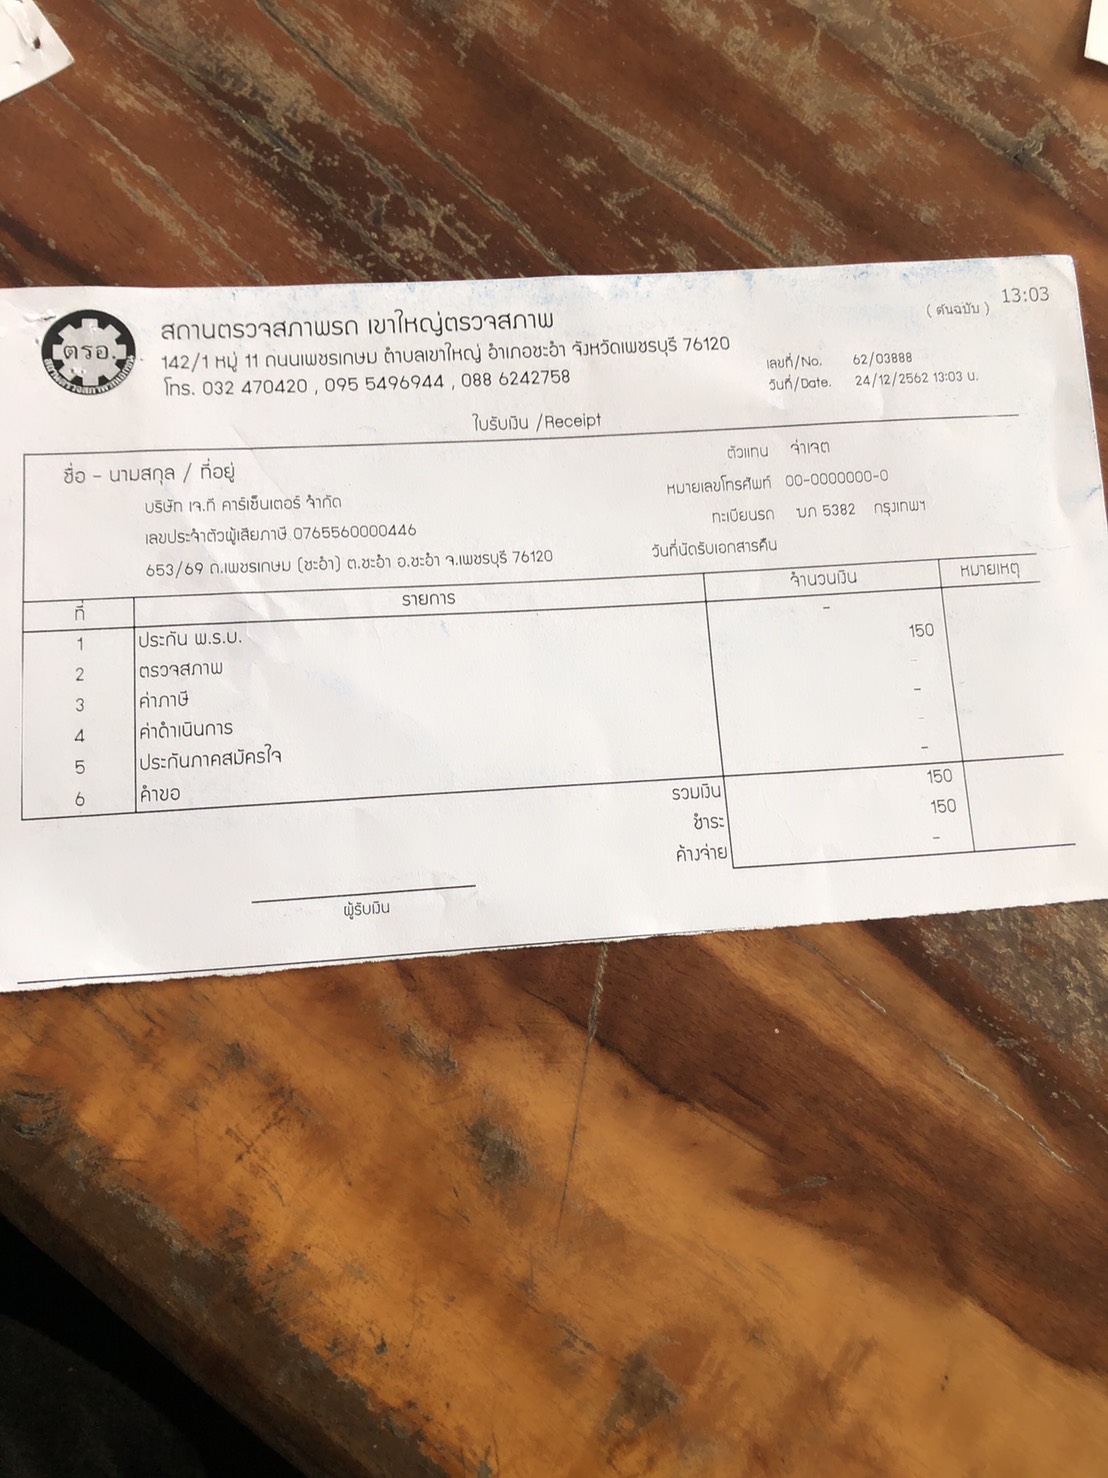 13:03
( ต้นฉบับ )
ตรอ.
สถานตรวจสภาพรถ เขาใหญ่ตรวจสภาพ
142/1 หมู่ 11 ถนนเพชรเกษม ตำบลเขาใหญ่ อำเภอชะอำ จังหวัดเพชรบุรี 76120
โทร. 032 470420 , 095 5496944 , 088 6242758
เลขที่/No. 62/03888
วันที่/Date. 24/12/2562 13:03 น.
ใบรับเงิน /Receipt
ชื่อ - นามสกุล / ที่อยู่
บริษัท เจ.ที คาร์เซ็นเตอร์ จำกัด
เลขประจำตัวผู้เสียภาษี 0765560000446
653/69 ถ.เพชรเกษม (ชะอำ) ต.ชะอำ อ.ชะอำ จ.เพชรบุรี 76120
ตัวแทน จ่าเจต
หมายเลขโทรศัพท์ 00-0000000-0
ทะเบียนรถ บภ 5382 กรุงเทพฯ
วันที่นัดรับเอกสารคืน
ที่ รายการ จำนวนเงิน หมายเหตุ
1 ประกัน พ.ร.บ. -
2 ตรวจสภาพ 150
3 ค่าภาษี -
4 ค่าดำเนินการ -
5 ประกันภาคสมัครใจ -
6 คำขอ -
รวมเงิน 150
ชำระ 150
ค้างจ่าย -
ผู้รับเงิน